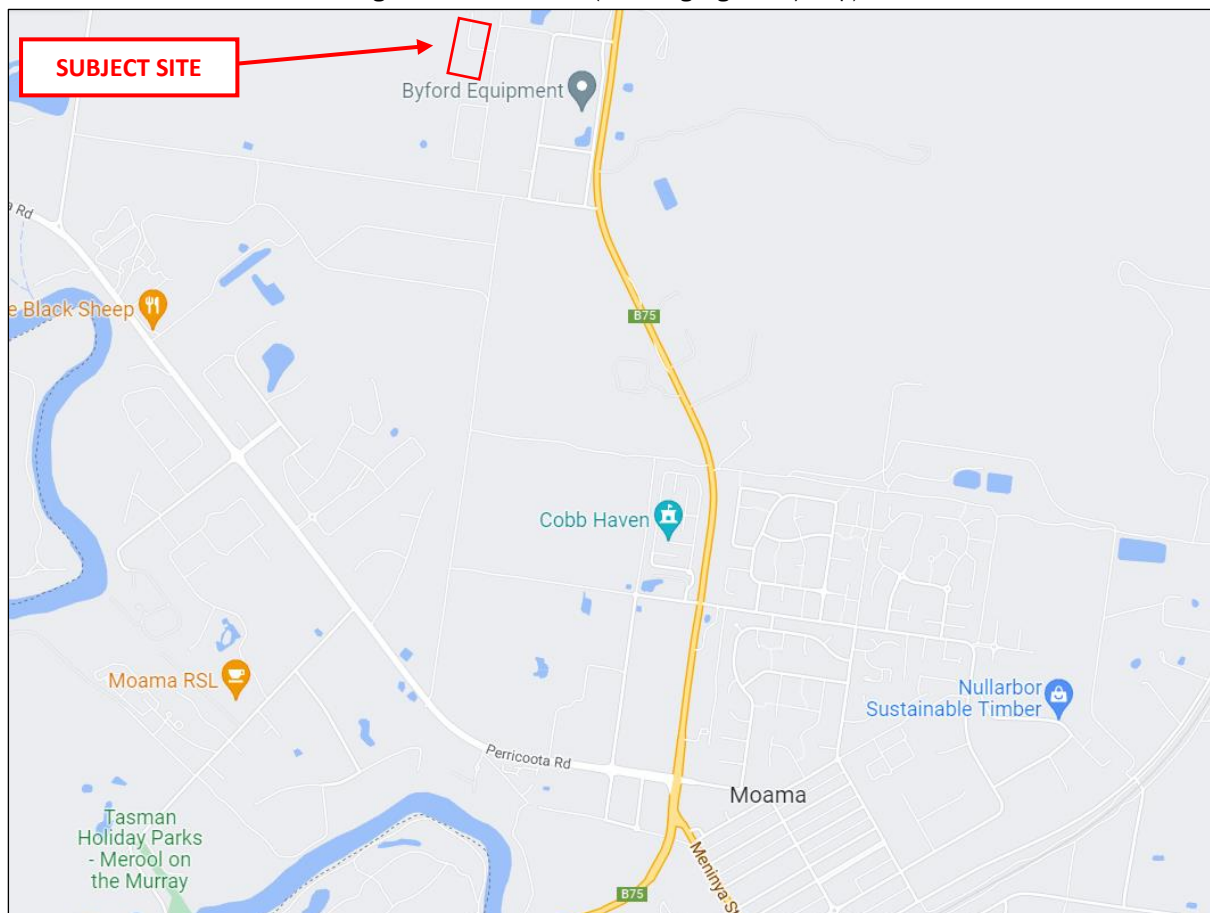 SUBJECT SITE
Byford Equipment
Rd
Black Sheep
B75
Cobb Haven
Moama RSL
Nullarbor
Sustainable Timber
Perricoota Rd
Moama
Tasman
Holiday Parks
- Merool on
the Murray
Meninya
B75